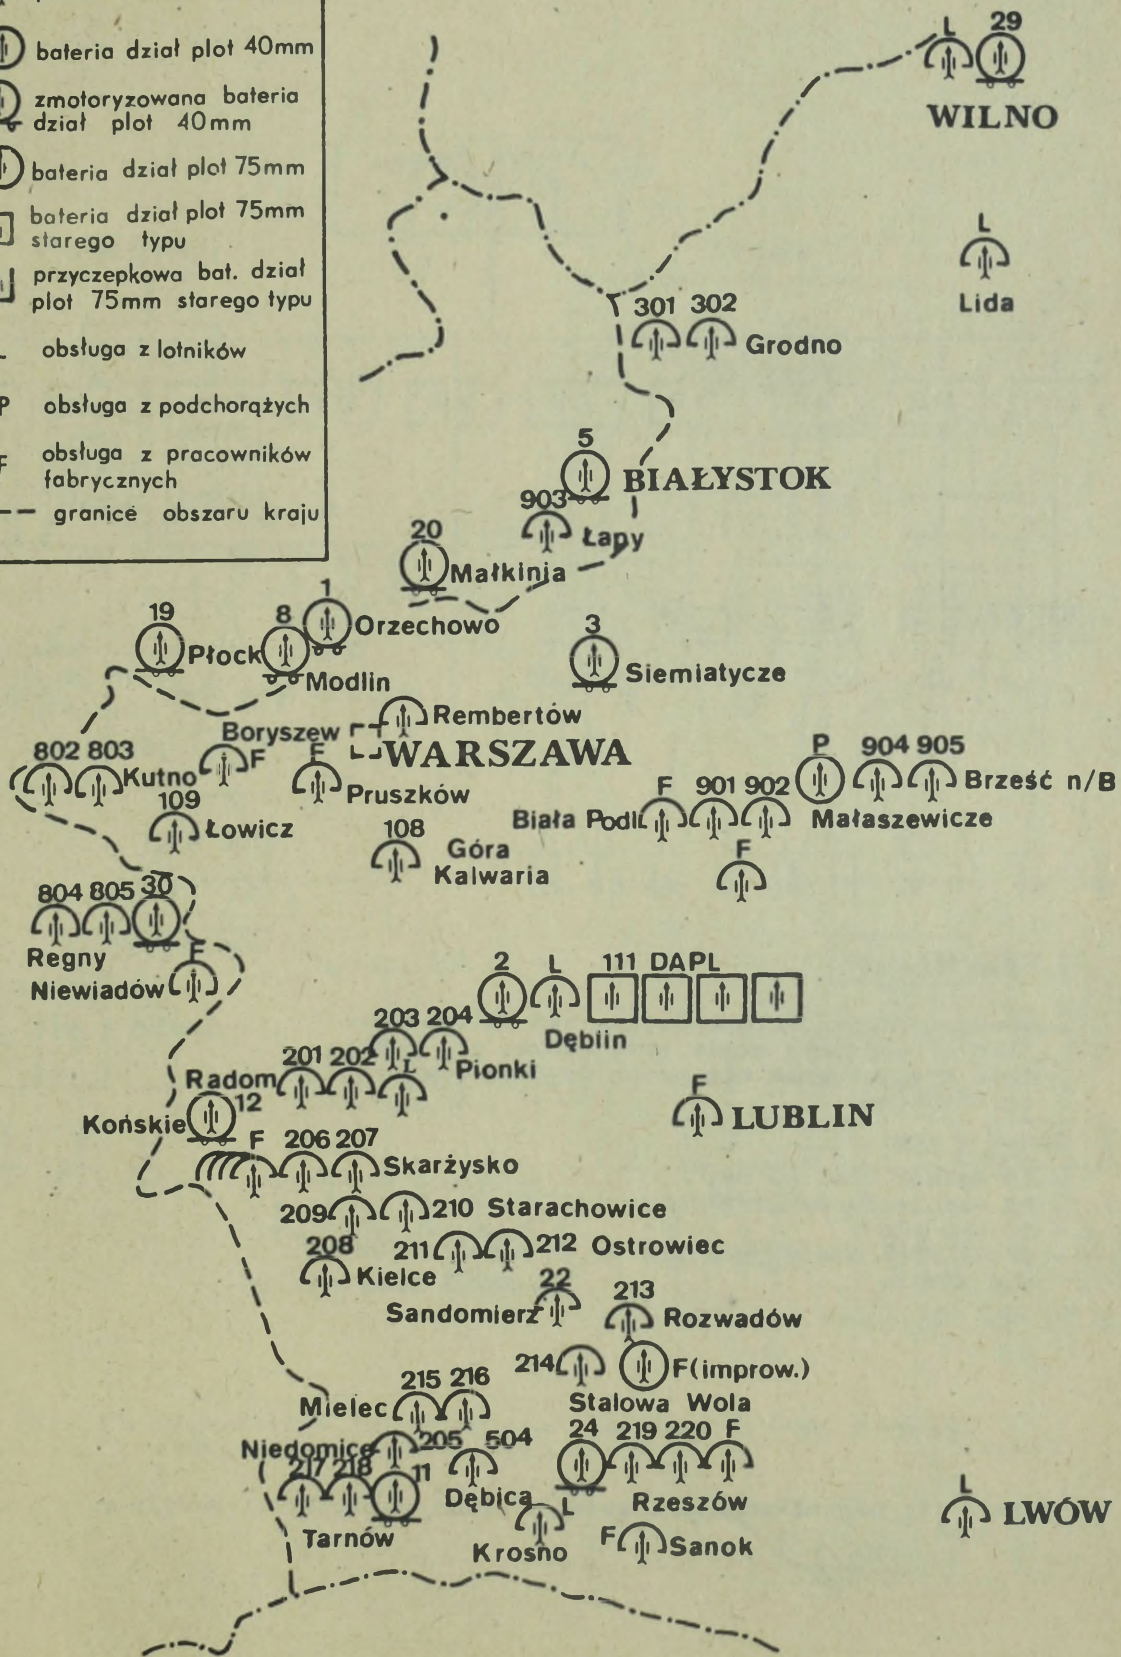 bateria dział plot 40mm
zmotoryzowana bateria
dział plot 40mm
bateria dział plot 75mm
bateria dział plot 75mm
starego typu
przyczepkowa bat. dział
plot 75mm starego typu
obsługa z lotników
P obsługa z podchorążych
F obsługa z pracowników
fabrycznych
granice obszaru kraju
L 29
WILNO
L
Lida
301 302
Grodno
5
BIAŁYSTOK
903
Łapy
20
Małkinia
1
Orzechowo
19
Płock
8
Modlin
3
Siemiatycze
Rembertów
Boryszew
F
WARSZAWA
802 803
Kutno
F
Pruszków
109
Łowicz
108
Góra
Kalwaria
P 904 905
Brześć n/B
F 901 902
Biała Podl
Małaszewicze
F
804 805 30
Regny
F
Niewiadów
2 L 111 DAPL
Dęblin
203 204
Pionki
201 202
Radom
L
12
Końskie
F
LUBLIN
F 206 207
Skarżysko
209 210 Starachowice
211 212 Ostrowiec
208
Kielce
22
Sandomierz
213
Rozwadów
214 F(improw.)
Stalowa Wola
215 216
Mielec
Niedomice 205
504
Dębica
217 218 11
Tarnów
24 219 220 F
Rzeszów
L
Krosno
F Sanok
L
LWÓW